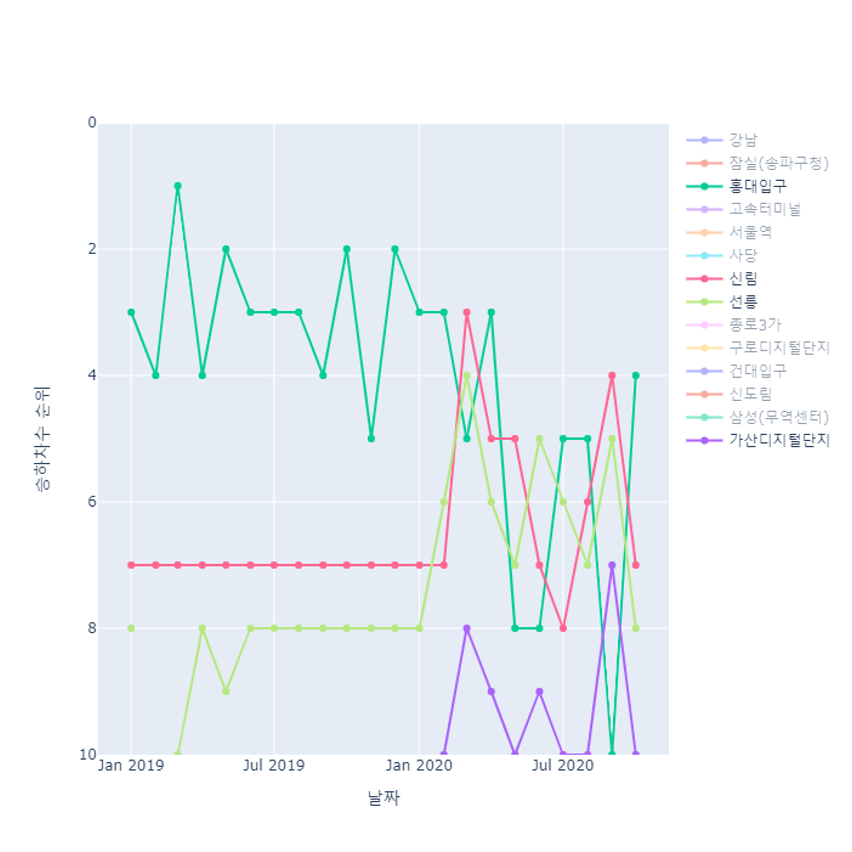 0
2
4
6
8
10
승하차수 순위
Jan 2019
Jul 2019
Jan 2020
Jul 2020
날짜
강남
잠실(송파구청)
홍대입구
고속터미널
서울역
사당
신림
선릉
종로3가
구로디지털단지
건대입구
신도림
삼성(무역센터)
가산디지털단지